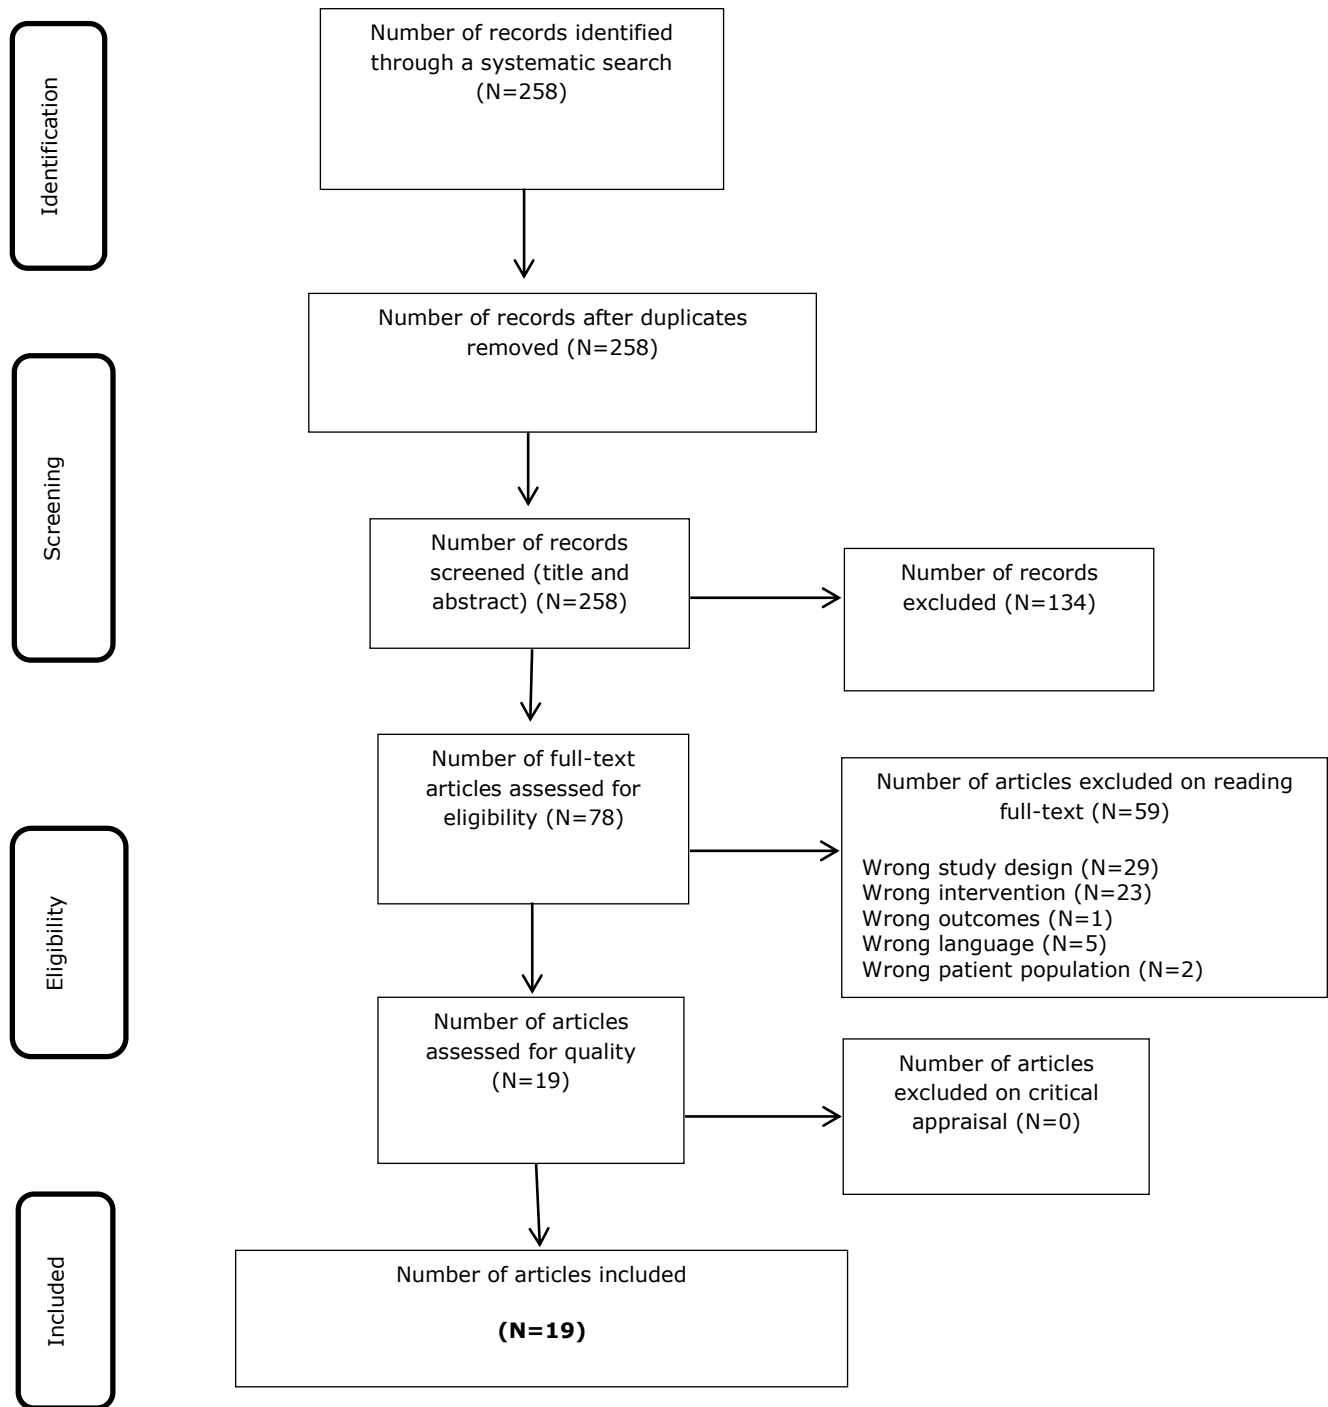 Identification
Number of records identified
through a systematic search
(N=258)
Number of records after duplicates
removed (N=258)
Screening
Number of records
screened (title and
abstract) (N=258)
Number of records
excluded (N=134)
Number of full-text
articles assessed for
eligibility (N=78)
Number of articles excluded on reading
full-text (N=59)
Wrong study design (N=29)
Wrong intervention (N=23)
Wrong outcomes (N=1)
Wrong language (N=5)
Wrong patient population (N=2)
Eligibility
Number of articles
assessed for quality
(N=19)
Number of articles
excluded on critical
appraisal (N=0)
Included
Number of articles included
(N=19)